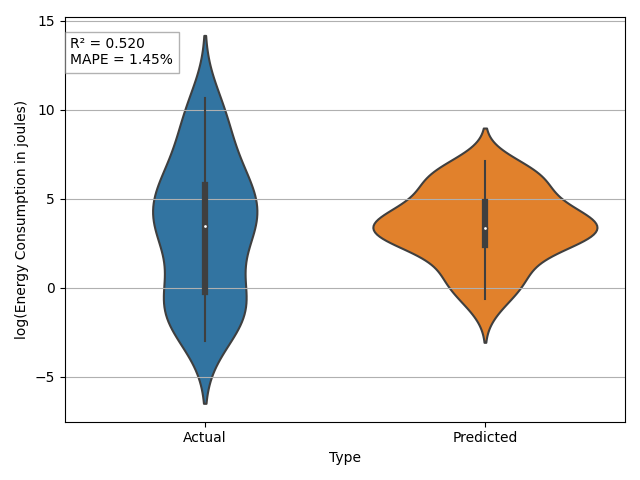 R² = 0.520
MAPE = 1.45%
15
10
5
0
−5
log(Energy Consumption in joules)
Actual
Predicted
Type